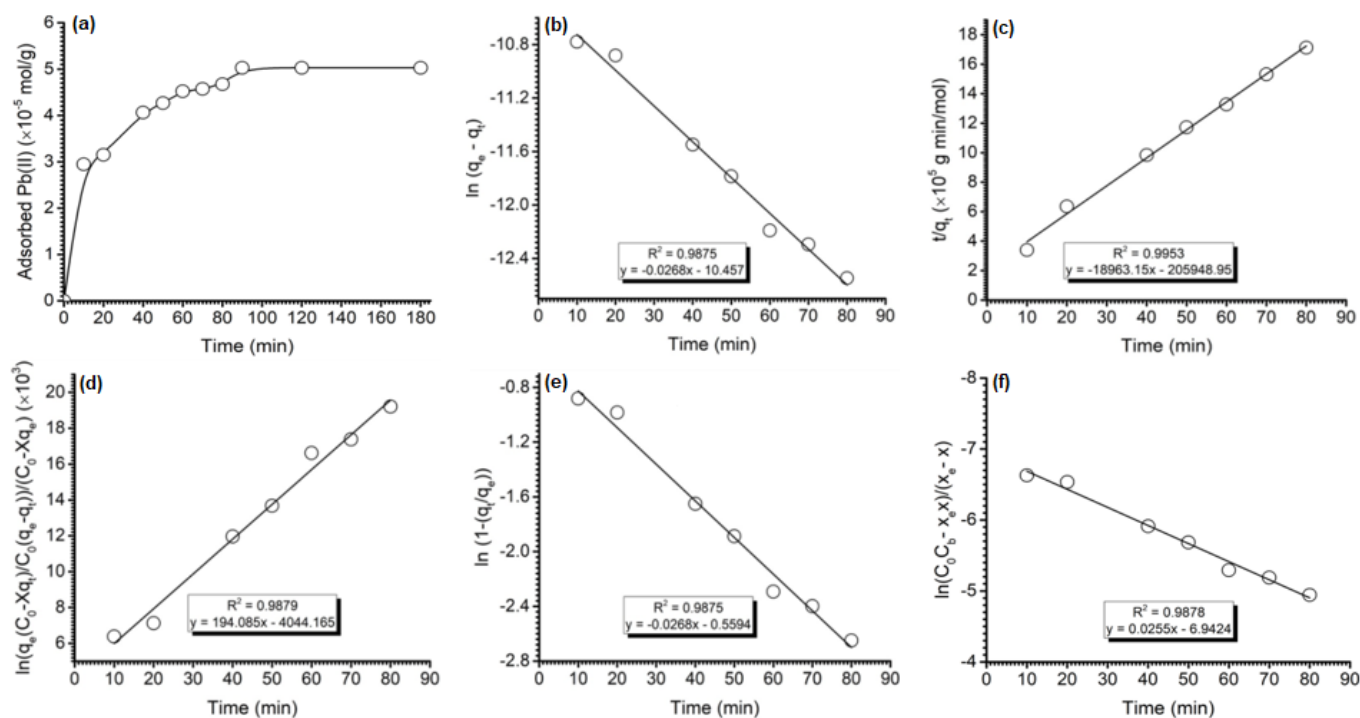 (a)
Adsorbed Pb(II) (×10⁻⁵ mol/g)
6
5
4
3
2
1
0
0 20 40 60 80 100 120 140 160 180
Time (min)
(b)
ln (qₑ - qₜ)
-10.8
-11.2
-11.6
-12.0
-12.4
R² = 0.9875
y = -0.0268x - 10.457
0 10 20 30 40 50 60 70 80 90
Time (min)
(c)
t/qₜ (×10⁵ g min/mol)
18
16
14
12
10
8
6
4
2
0
R² = 0.9953
y = -18963.15x - 205948.95
0 10 20 30 40 50 60 70 80 90
Time (min)
(d)
ln(qₑ(C₀-Xqₜ)/C₀(qₑ-qₜ))/(C₀-Xqₑ) (×10³)
20
18
16
14
12
10
8
6
R² = 0.9879
y = 194.085x - 4044.165
0 10 20 30 40 50 60 70 80 90
Time (min)
(e)
ln (1-(qₜ/qₑ))
-0.8
-1.2
-1.6
-2.0
-2.4
-2.8
R² = 0.9875
y = -0.0268x - 0.5594
0 10 20 30 40 50 60 70 80 90
Time (min)
(f)
ln(C₀C_b - xₑx)/(xₑ- x)
-8
-7
-6
-5
-4
R² = 0.9878
y = 0.0255x - 6.9424
0 10 20 30 40 50 60 70 80 90
Time (min)